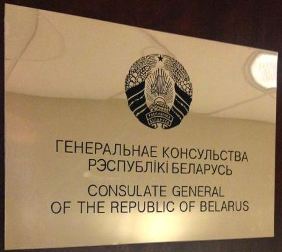 ГЕНЕРАЛЬНАЕ КОНСУЛЬСТВА
РЭСПУБЛІКІ БЕЛАРУСЬ
CONSULATE GENERAL
OF THE REPUBLIC OF BELARUS